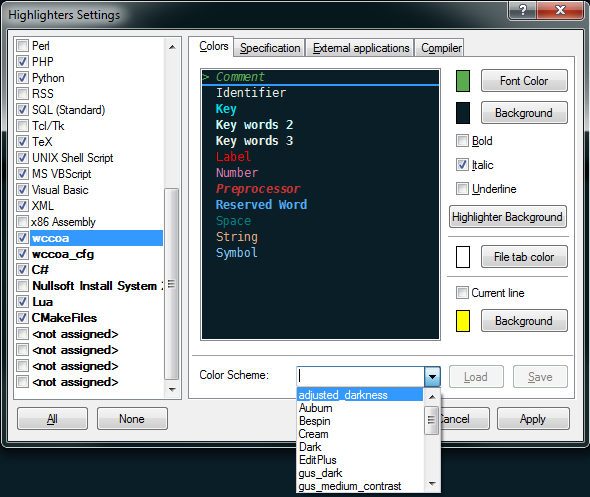 Highlighters Settings
Perl
PHP
Python
RSS
SQL (Standard)
Tcl/Tk
TeX
UNIX Shell Script
MS VBScript
Visual Basic
XML
x86 Assembly
wccoa
wccoa_cfg
C#
Nullsoft Install System
Lua
CMakeFiles
<not assigned>
<not assigned>
<not assigned>
<not assigned>
All
None
Colors
Specification
External applications
Compiler
> Comment
Identifier
Key
Key words 2
Key words 3
Label
Number
Preprocessor
Reserved Word
Space
String
Symbol
Font Color
Background
Bold
Italic
Underline
Highlighter Background
File tab color
Current line
Background
Color Scheme:
Load
Save
adjusted_darkness
Auburn
Bespin
Cream
Dark
EditPlus
gus_dark
gus_medium_contrast
Cancel
Apply